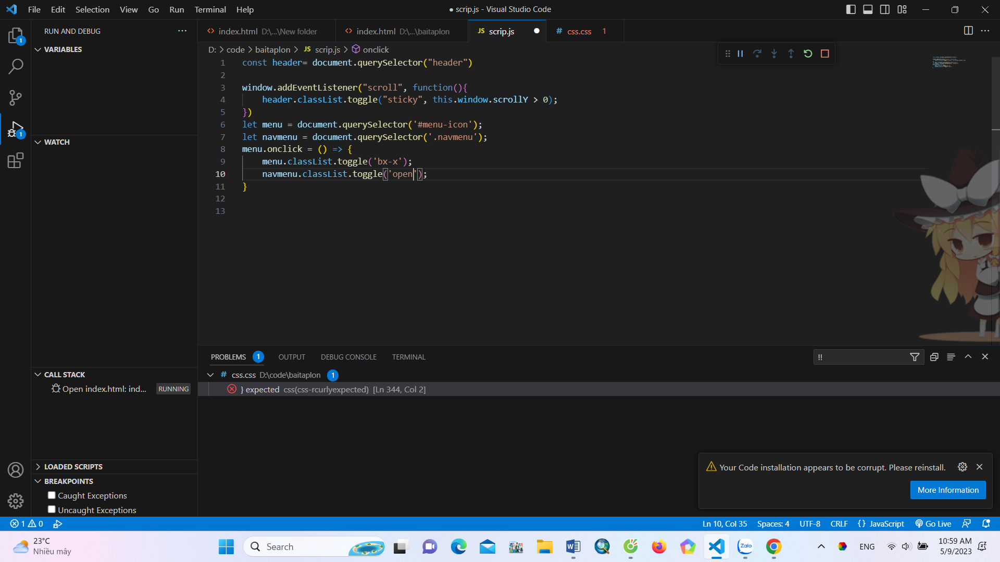 File Edit Selection View Go Run Terminal Help
● scrip.js - Visual Studio Code
RUN AND DEBUG
VARIABLES
WATCH
CALL STACK
Open index.html: ind... RUNNING
LOADED SCRIPTS
BREAKPOINTS
Caught Exceptions
Uncaught Exceptions
index.html D:\...\New folder
index.html D:\...\baitaplon
JS scrip.js
# css.css 1
D: > code > baitaplon > JS scrip.js > onclick
1 const header= document.querySelector("header")
2
3 window.addEventListener("scroll", function(){
4 header.classList.toggle("sticky", this.window.scrollY > 0);
5 })
6 let menu = document.querySelector('#menu-icon');
7 let navmenu = document.querySelector('.navmenu');
8 menu.onclick = () => {
9 menu.classList.toggle('bx-x');
10 navmenu.classList.toggle('open');
11 }
12
13
PROBLEMS 1 OUTPUT DEBUG CONSOLE TERMINAL
!!
# css.css D:\code\baitaplon 1
} expected css(css-rcurlyexpected) [Ln 344, Col 2]
Your Code installation appears to be corrupt. Please reinstall.
More Information
1 0
Ln 10, Col 35 Spaces: 4 UTF-8 CRLF {} JavaScript Go Live
23°C
Nhiều mây
Search
Zalo
ENG
10:59 AM
5/9/2023